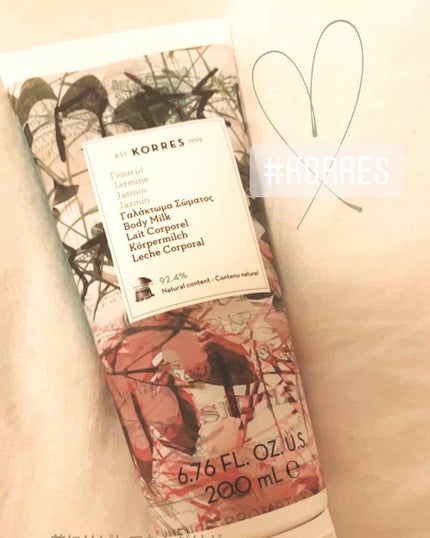 EST. KORRES 1996
#KORRES
Γιασεμί
Jasmine
Jasmin
Jazmín
Γαλάκτωμα Σώματος
Body Milk
Lait Corporel
Körpermilch
Leche Corporal
92.4%
Natural content - Contenu naturel
6.76 FL. OZ. U.S.
200 mL e